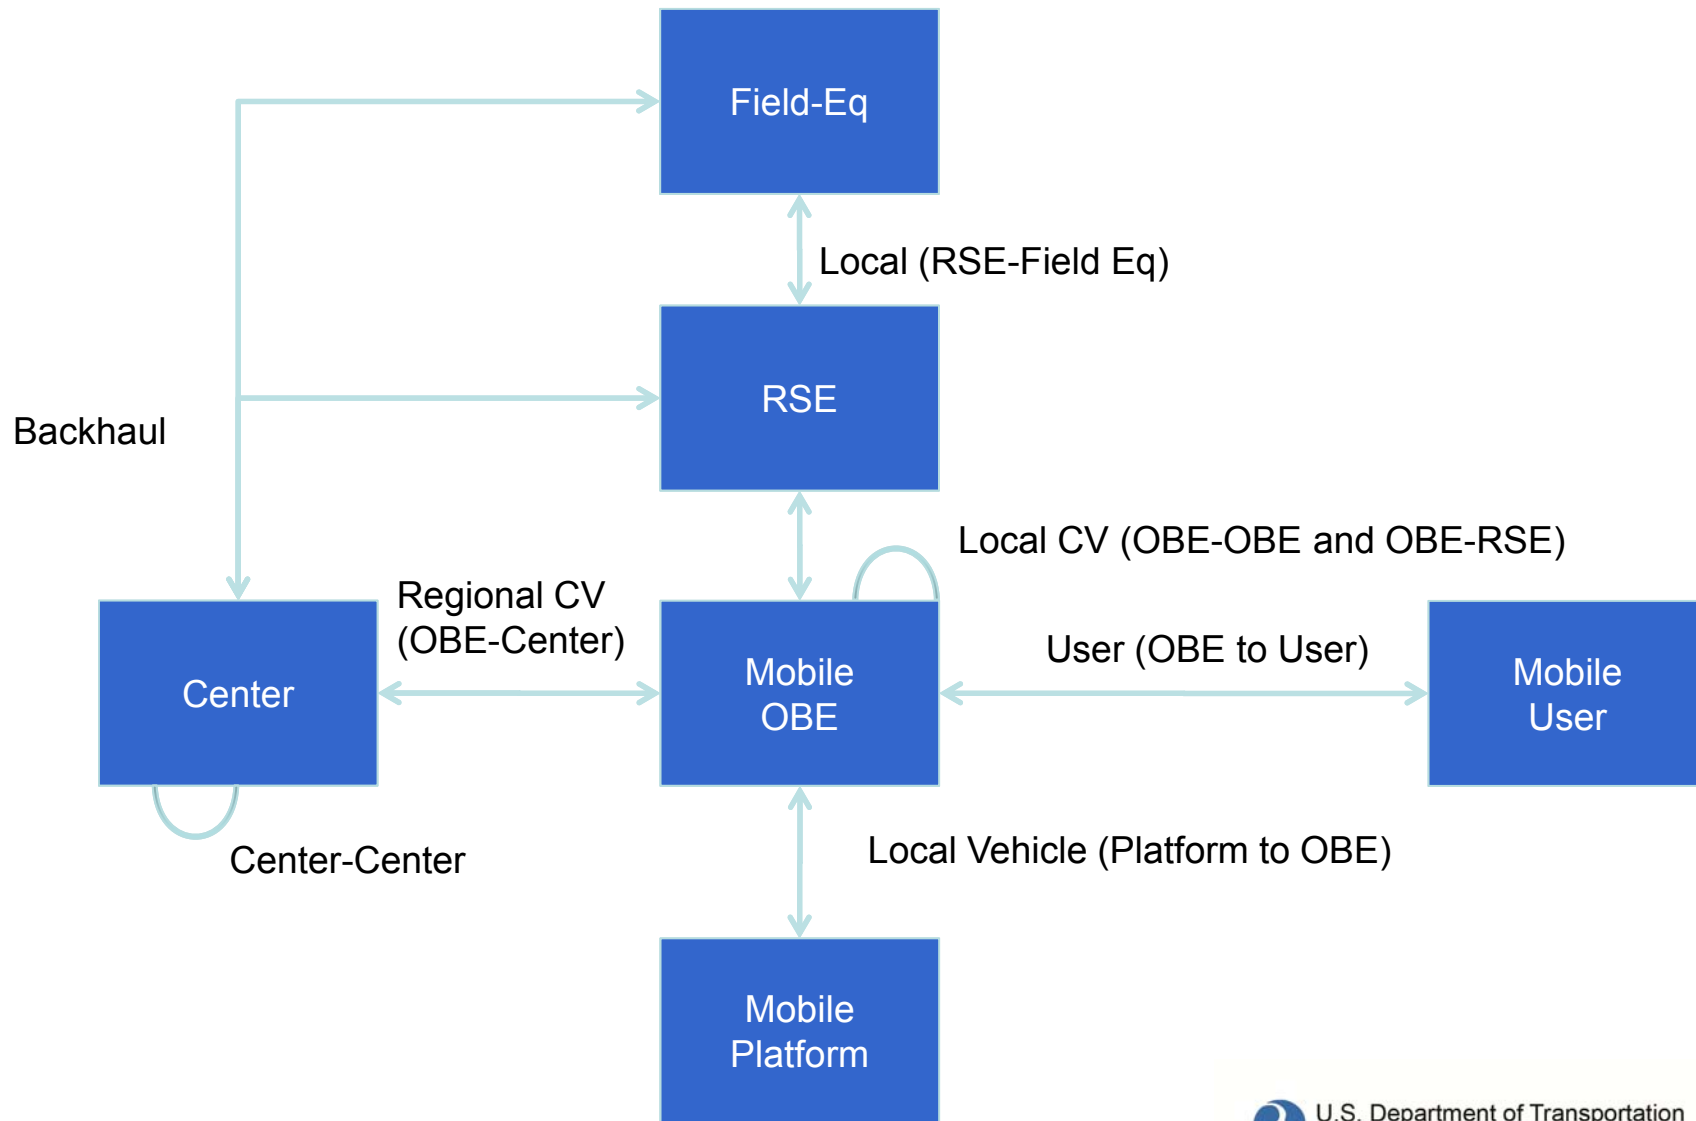 Field-Eq
Local (RSE-Field Eq)
RSE
Backhaul
Local CV (OBE-OBE and OBE-RSE)
Regional CV
(OBE-Center)
User (OBE to User)
Center
Mobile
OBE
Mobile
User
Center-Center
Local Vehicle (Platform to OBE)
Mobile
Platform
U.S. Department of Transportation